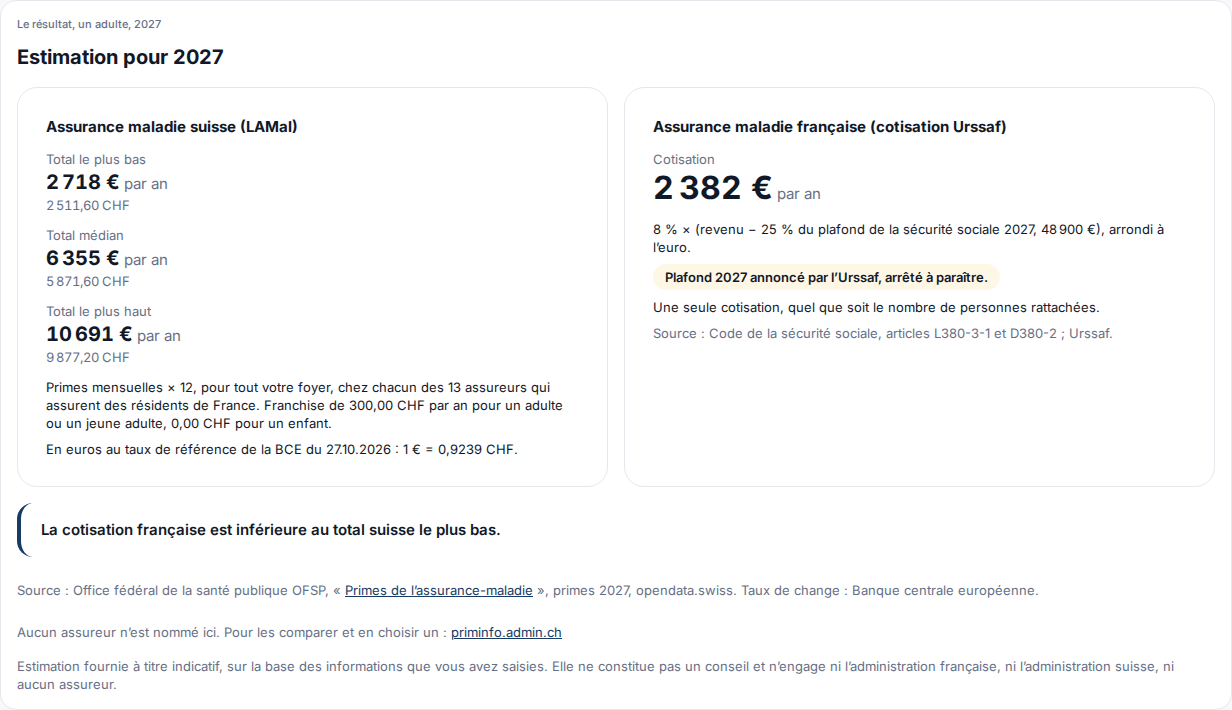 Le résultat, un adulte, 2027
Estimation pour 2027
Assurance maladie suisse (LAMal)
Total le plus bas
2 718 € par an
2 511,60 CHF
Total médian
6 355 € par an
5 871,60 CHF
Total le plus haut
10 691 € par an
9 877,20 CHF
Primes mensuelles × 12, pour tout votre foyer, chez chacun des 13 assureurs qui
assurent des résidents de France. Franchise de 300,00 CHF par an pour un adulte
ou un jeune adulte, 0,00 CHF pour un enfant.
En euros au taux de référence de la BCE du 27.10.2026 : 1 € = 0,9239 CHF.
Assurance maladie française (cotisation Urssaf)
Cotisation
2 382 € par an
8 % × (revenu − 25 % du plafond de la sécurité sociale 2027, 48 900 €), arrondi à
l’euro.
Plafond 2027 annoncé par l’Urssaf, arrêté à paraître.
Une seule cotisation, quel que soit le nombre de personnes rattachées.
Source : Code de la sécurité sociale, articles L380-3-1 et D380-2 ; Urssaf.
La cotisation française est inférieure au total suisse le plus bas.
Source : Office fédéral de la santé publique OFSP, « Primes de l’assurance-maladie », primes 2027, opendata.swiss. Taux de change : Banque centrale européenne.
Aucun assureur n’est nommé ici. Pour les comparer et en choisir un : priminfo.admin.ch
Estimation fournie à titre indicatif, sur la base des informations que vous avez saisies. Elle ne constitue pas un conseil et n’engage ni l’administration française, ni l’administration suisse, ni
aucun assureur.